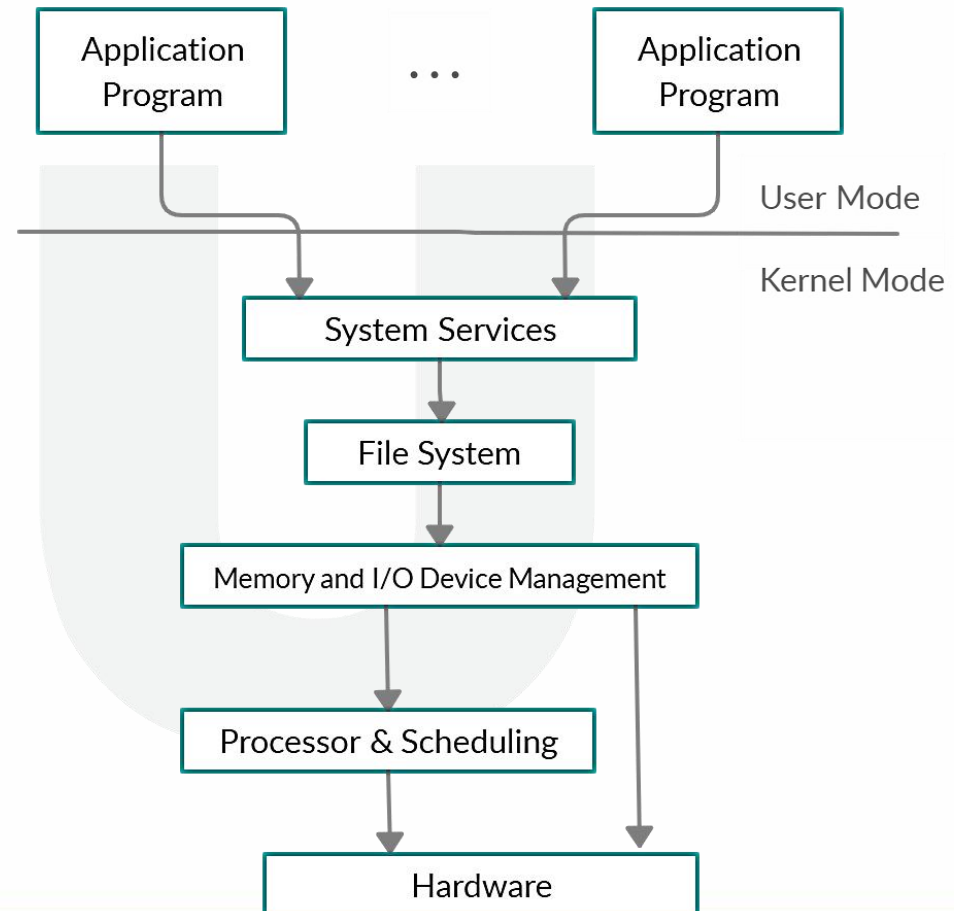 Application
Program
...
Application
Program
User Mode
Kernel Mode
System Services
File System
Memory and I/O Device Management
Processor & Scheduling
Hardware